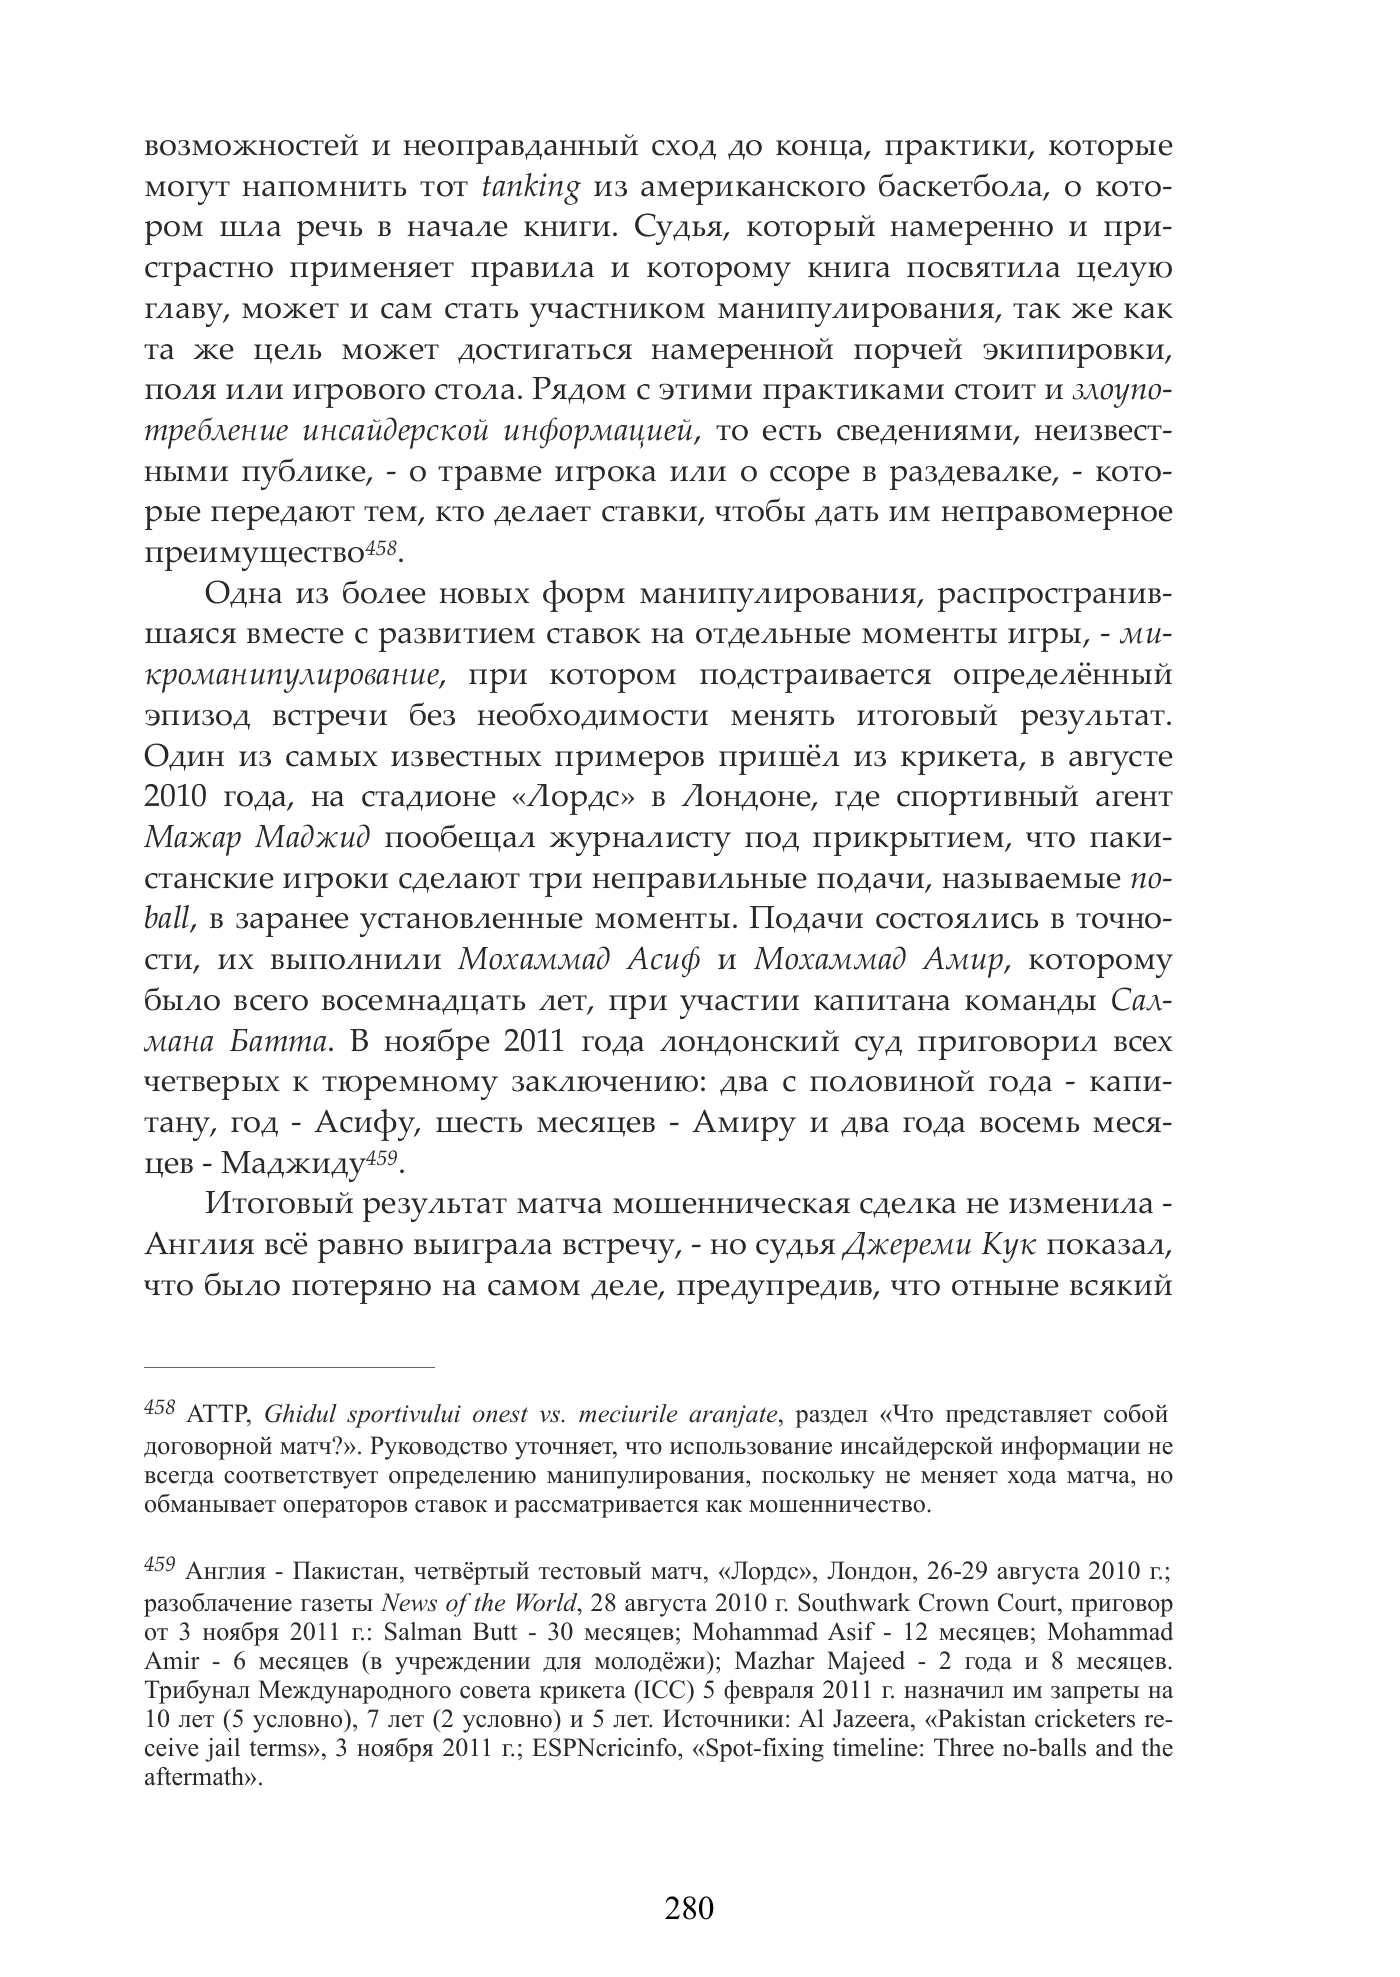 возможностей и неоправданный сход до конца, практики, которые
могут напомнить тот tanking из американского баскетбола, о кото-
ром шла речь в начале книги. Судья, который намеренно и при-
страстно применяет правила и которому книга посвятила целую
главу, может и сам стать участником манипулирования, так же как
та же цель может достигаться намеренной порчей экипировки,
поля или игрового стола. Рядом с этими практиками стоит и злоупо-
требление инсайдерской информацией, то есть сведениями, неизвест-
ными публике, - о травме игрока или о ссоре в раздевалке, - кото-
рые передают тем, кто делает ставки, чтобы дать им неправомерное
преимущество458.
Одна из более новых форм манипулирования, распространив-
шаяся вместе с развитием ставок на отдельные моменты игры, - ми-
кроманипулирование, при котором подстраивается определённый
эпизод встречи без необходимости менять итоговый результат.
Один из самых известных примеров пришёл из крикета, в августе
2010 года, на стадионе «Лордс» в Лондоне, где спортивный агент
Мажар Маджид пообещал журналисту под прикрытием, что паки-
станские игроки сделают три неправильные подачи, называемые no-
ball, в заранее установленные моменты. Подачи состоялись в точно-
сти, их выполнили Мохаммад Асиф и Мохаммад Амир, которому
было всего восемнадцать лет, при участии капитана команды Сал-
мана Батта. В ноябре 2011 года лондонский суд приговорил всех
четверых к тюремному заключению: два с половиной года - капи-
тану, год - Асифу, шесть месяцев - Амиру и два года восемь меся-
цев - Маджиду459.
Итоговый результат матча мошенническая сделка не изменила -
Англия всё равно выиграла встречу, - но судья Джереми Кук показал,
что было потеряно на самом деле, предупредив, что отныне всякий
458 ATTP, Ghidul sportivului onest vs. meciurile aranjate, раздел «Что представляет собой
договорной матч?». Руководство уточняет, что использование инсайдерской информации не
всегда соответствует определению манипулирования, поскольку не меняет хода матча, но
обманывает операторов ставок и рассматривается как мошенничество.
459 Англия - Пакистан, четвёртый тестовый матч, «Лордс», Лондон, 26-29 августа 2010 г.;
разоблачение газеты News of the World, 28 августа 2010 г. Southwark Crown Court, приговор
от 3 ноября 2011 г.: Salman Butt - 30 месяцев; Mohammad Asif - 12 месяцев; Mohammad
Amir - 6 месяцев (в учреждении для молодёжи); Mazhar Majeed - 2 года и 8 месяцев.
Трибунал Международного совета крикета (ICC) 5 февраля 2011 г. назначил им запреты на
10 лет (5 условно), 7 лет (2 условно) и 5 лет. Источники: Al Jazeera, «Pakistan cricketers re-
ceive jail terms», 3 ноября 2011 г.; ESPNcricinfo, «Spot-fixing timeline: Three no-balls and the
aftermath».
280